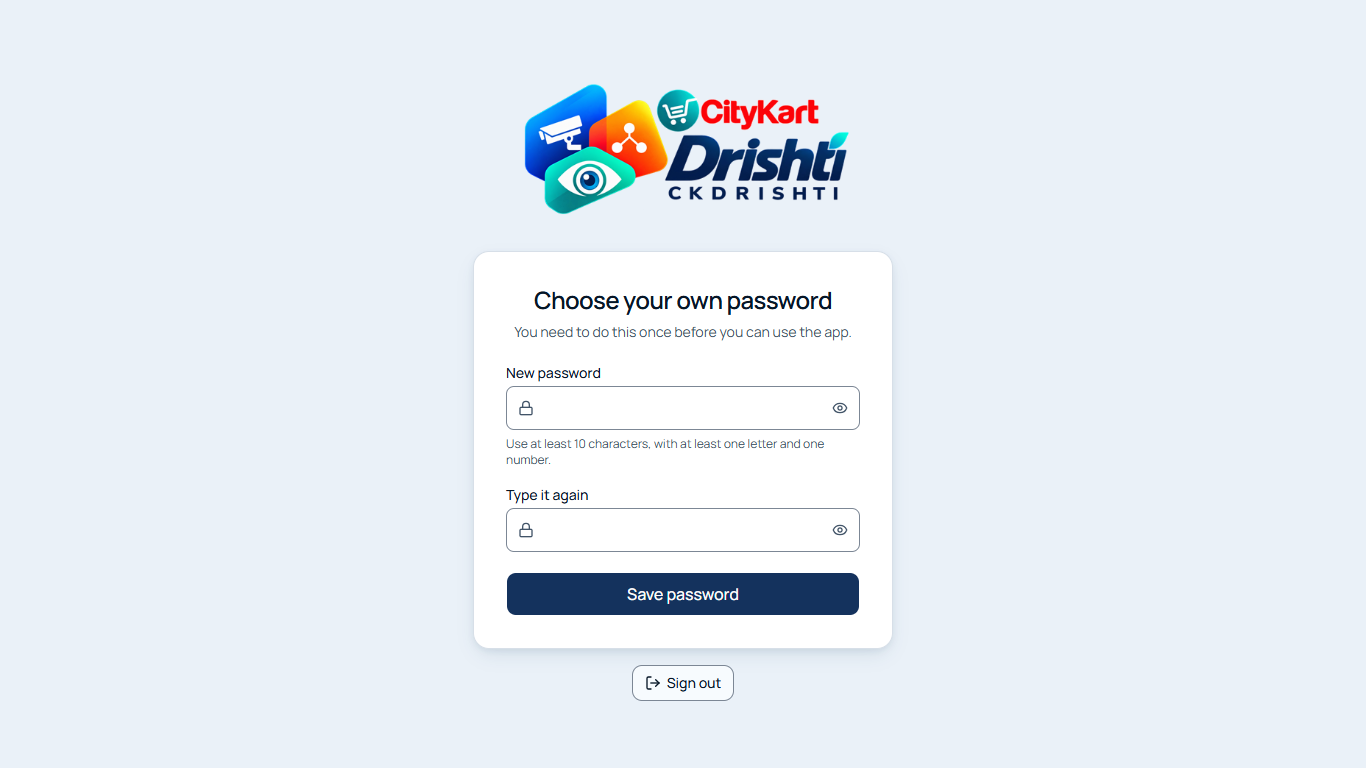 CityKart
Drishti
CKDRISHTI
Choose your own password
You need to do this once before you can use the app.
New password
Use at least 10 characters, with at least one letter and one
number.
Type it again
Save password
Sign out